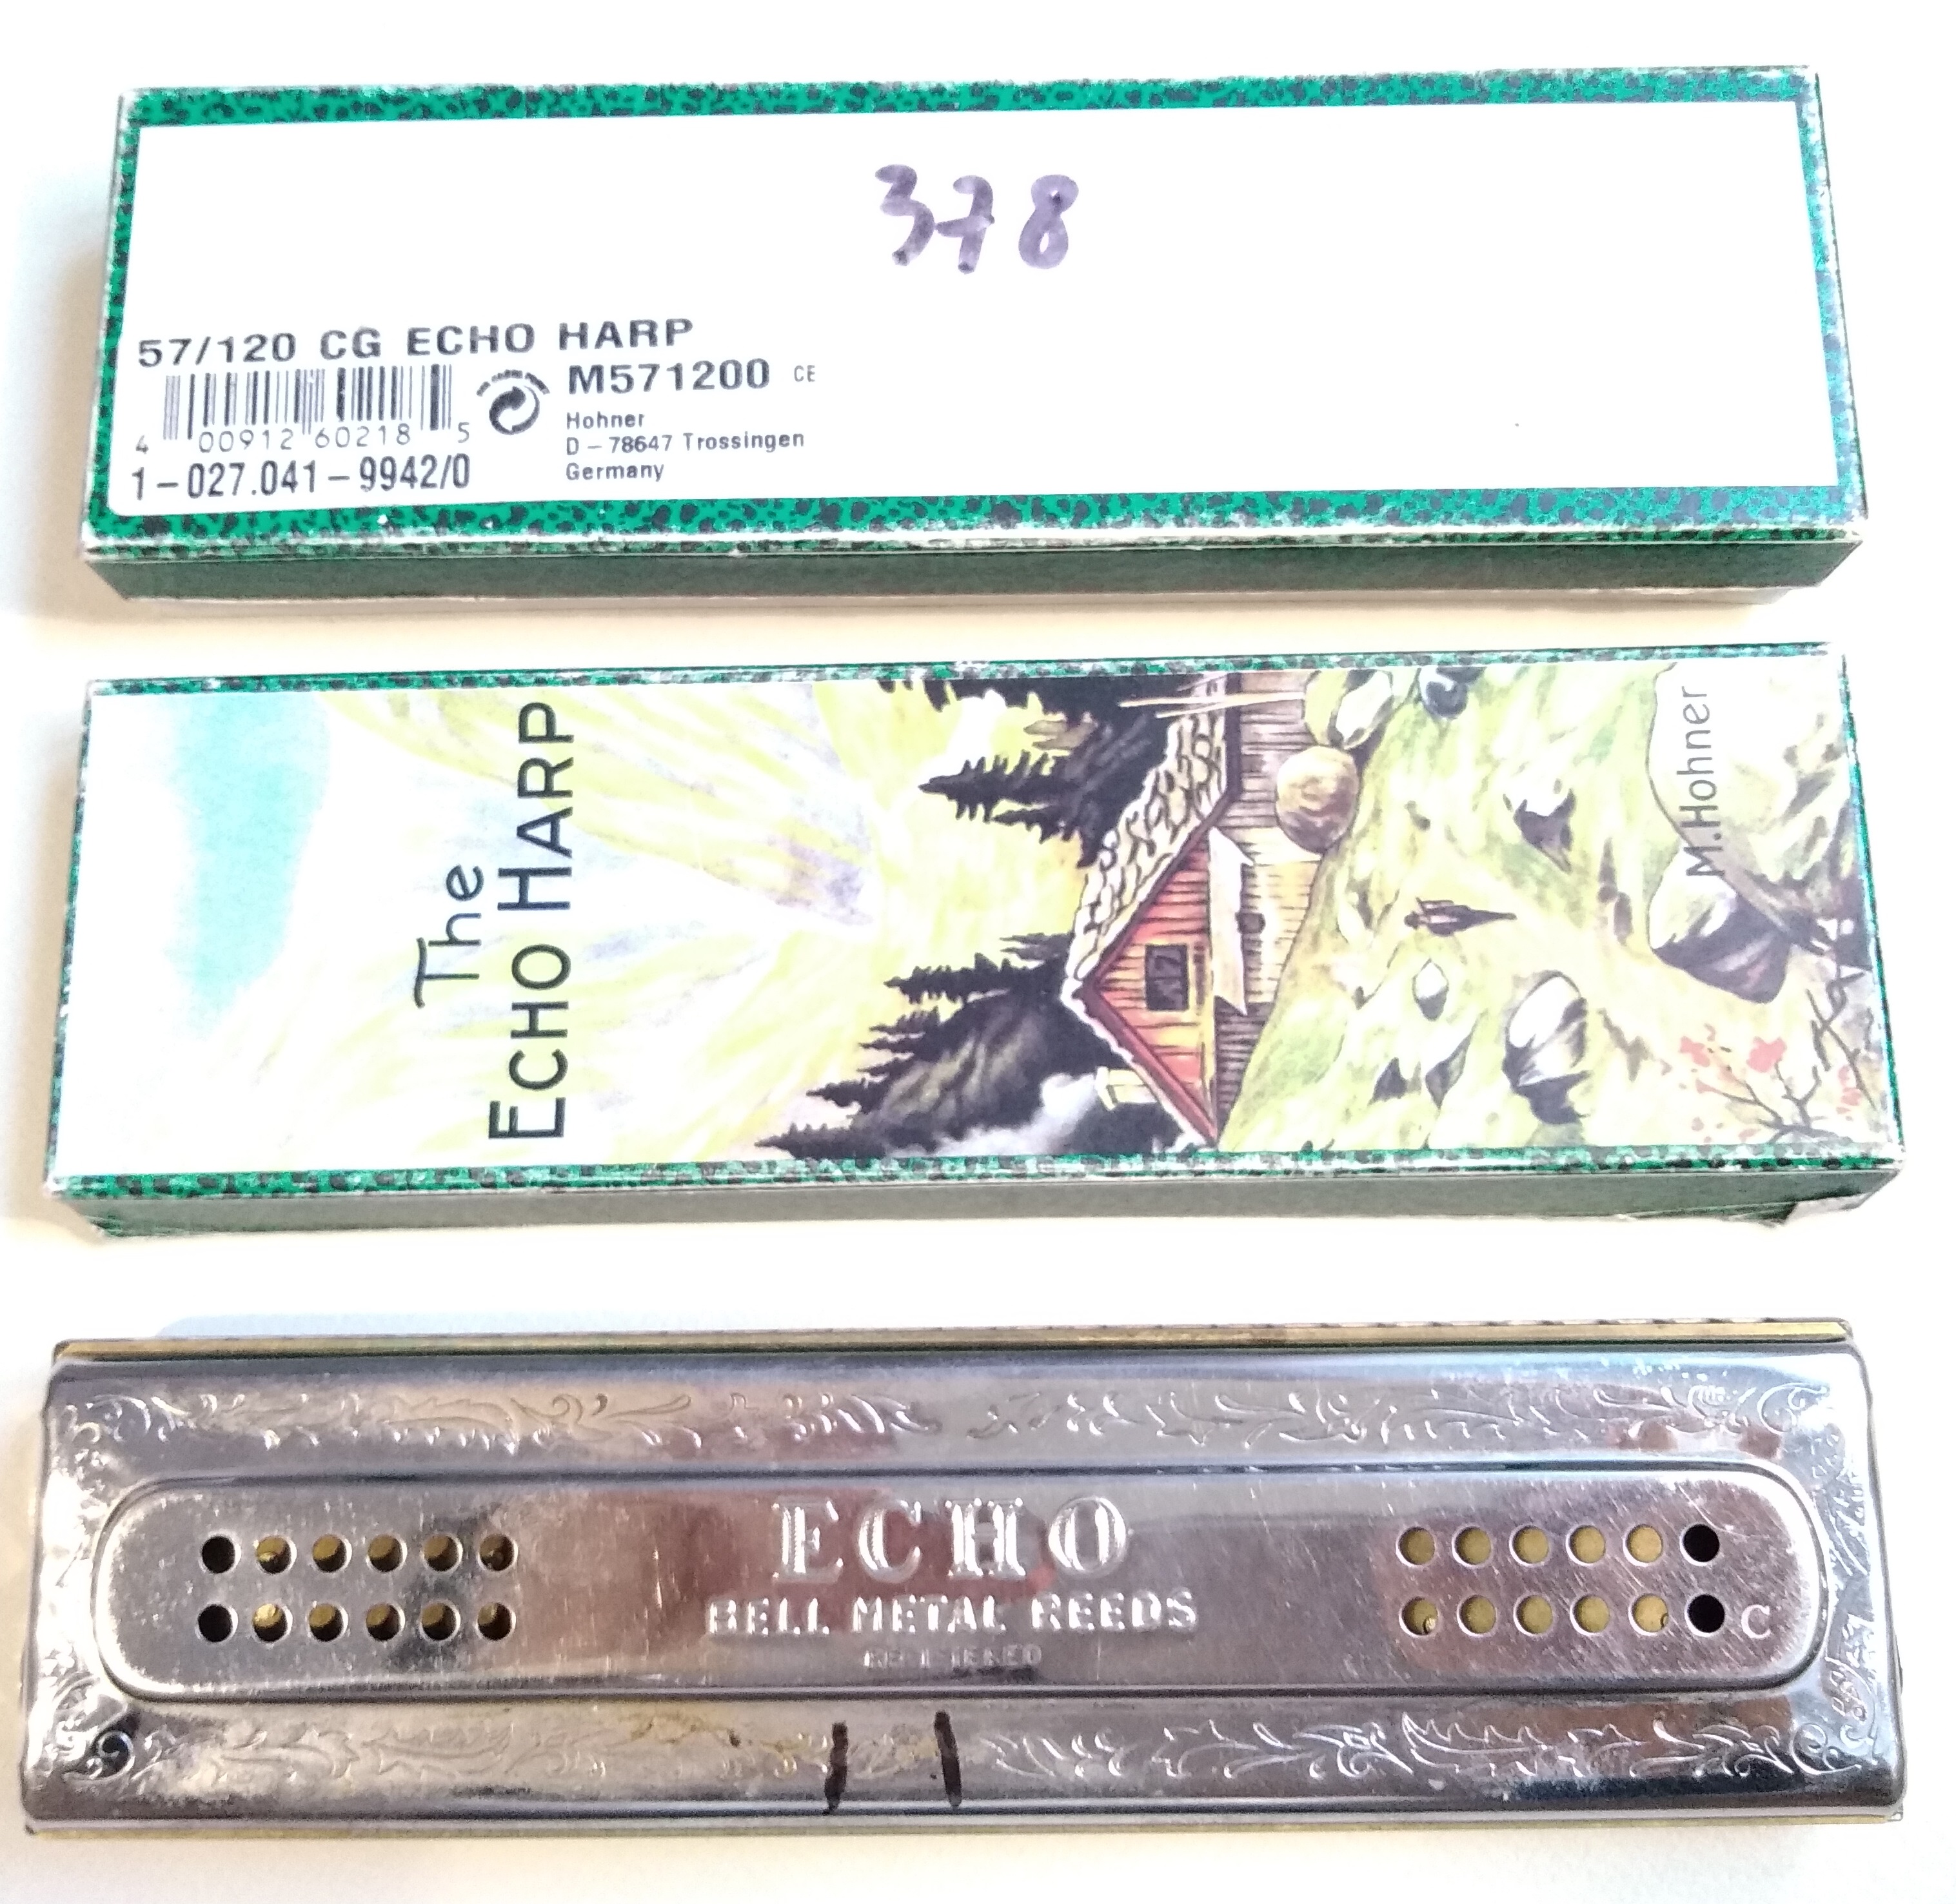 378
57/120 CG ECHO HARP
M571200 CE
4 00912 60218 5
Hohner
D – 78647 Trossingen
Germany
1–027.041–9942/0
The
ECHO HARP
M. Hohner
ECHO
BELL METAL REEDS
REGISTERED
C